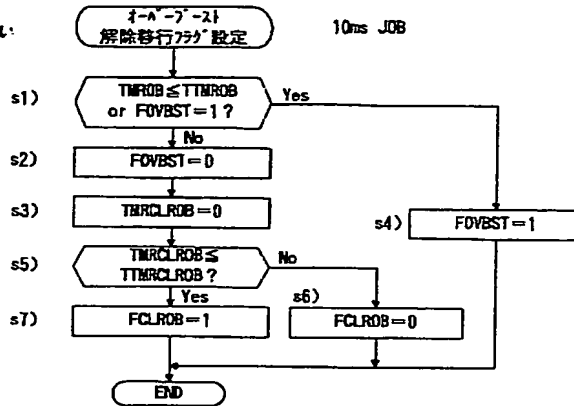 い
オーバーブースト
解除移行フラグ設定
10ms JOB
s1)
TMROB≦TTMROB
or FOVBST=1?
Yes
No
s2)
FOVBST=0
s3)
TMRCLROB=0
s4)
FOVBST=1
s5)
TMRCLROB≦
TTMRCLROB?
No
Yes
s6)
FCLROB=0
s7)
FCLROB=1
END